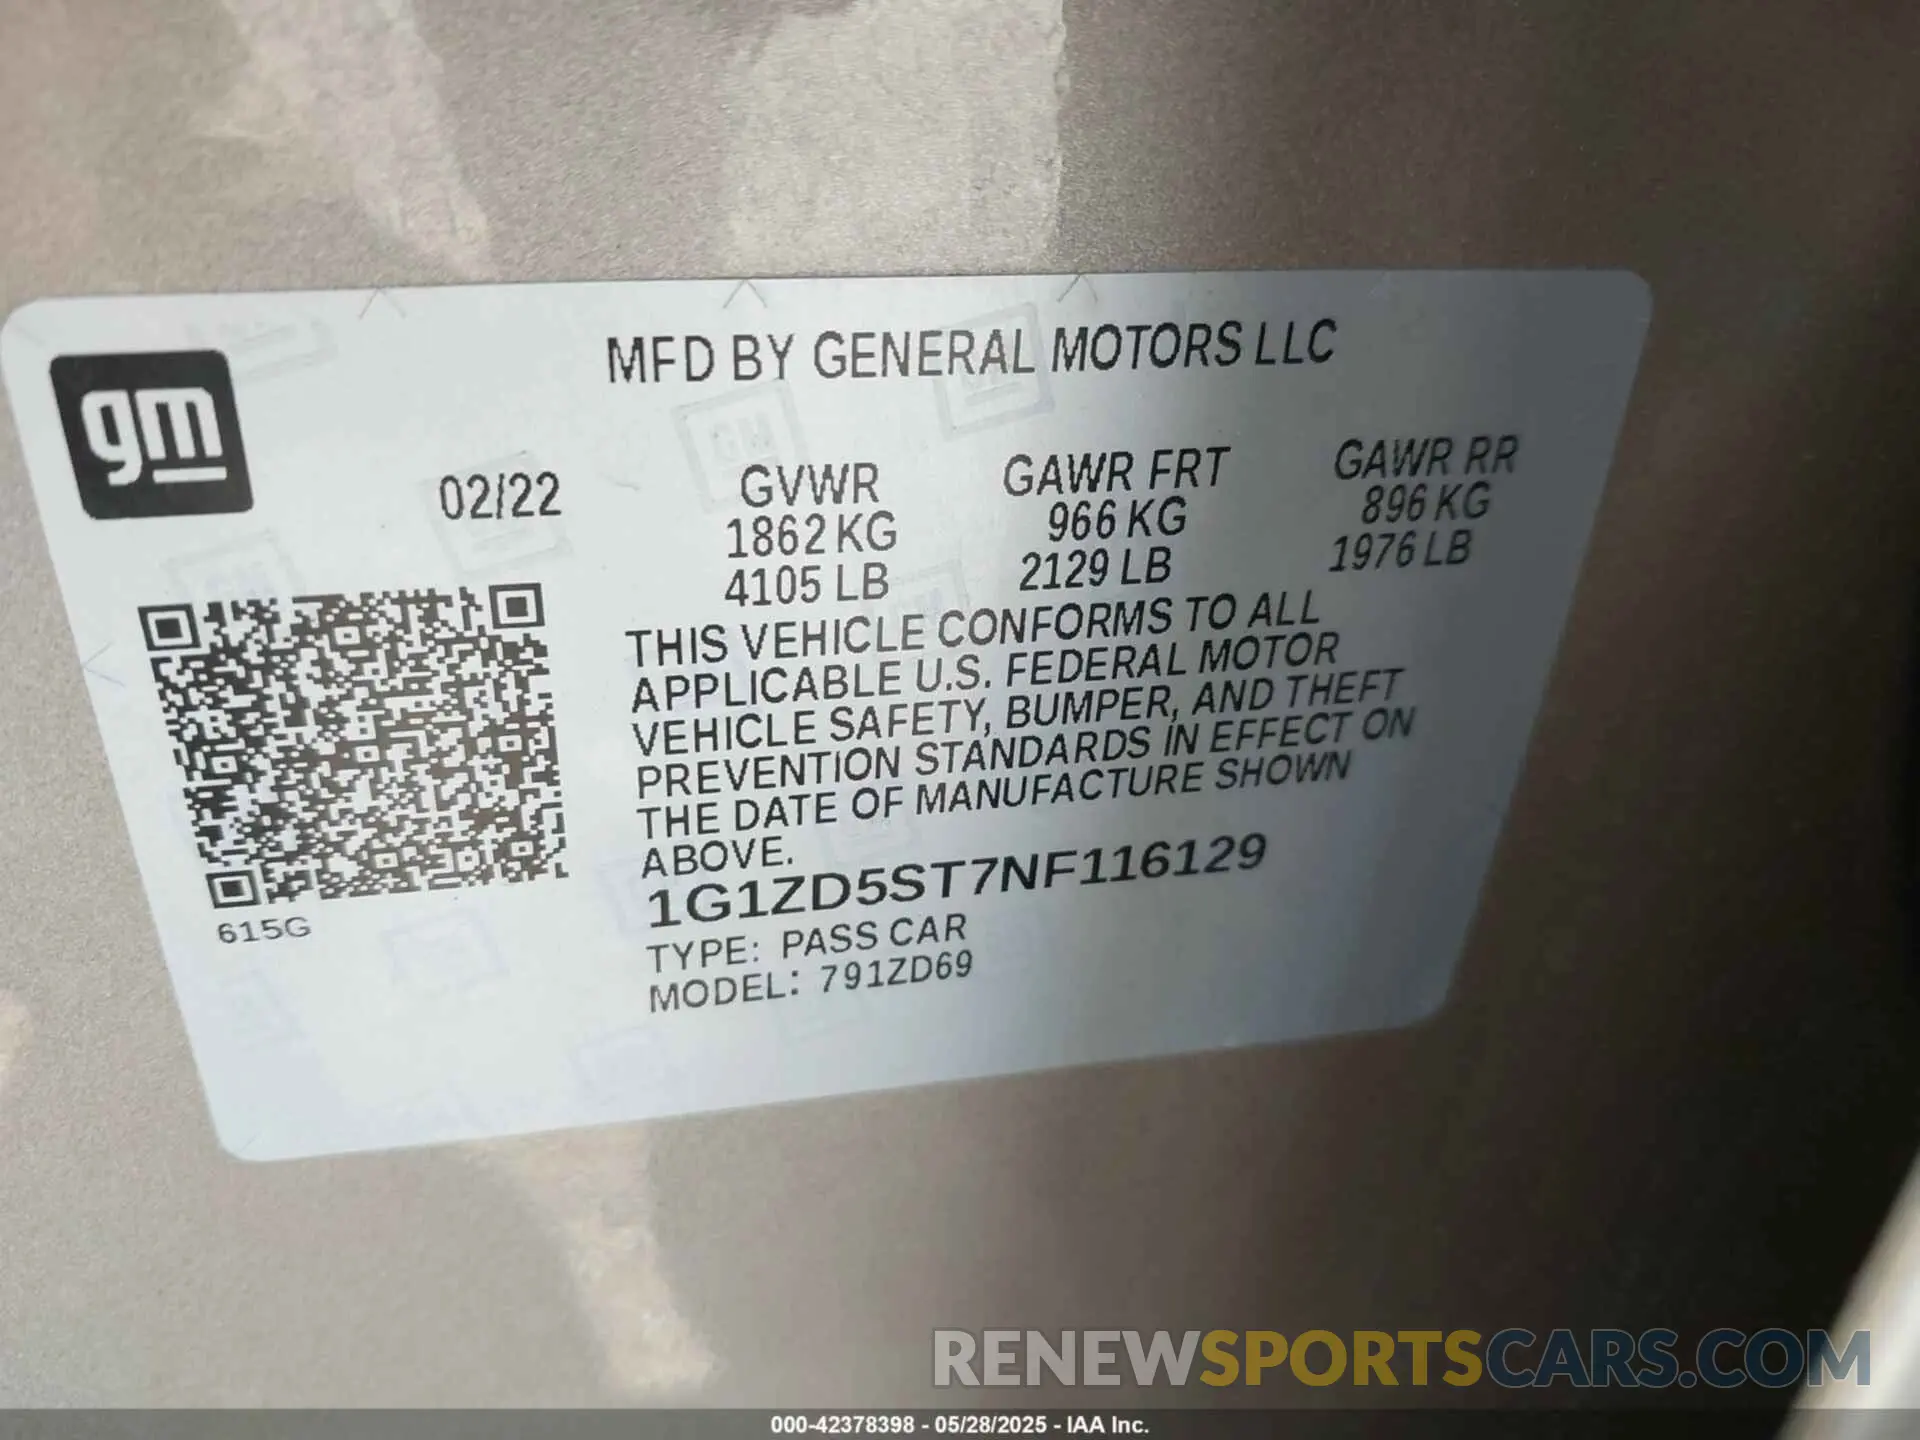 MFD BY GENERAL MOTORS LLC
gm
02/22
GVWR
1862 KG
4105 LB
GAWR FRT
966 KG
2129 LB
GAWR RR
896 KG
1976 LB
THIS VEHICLE CONFORMS TO ALL
APPLICABLE U.S. FEDERAL MOTOR
VEHICLE SAFETY, BUMPER, AND THEFT
PREVENTION STANDARDS IN EFFECT ON
THE DATE OF MANUFACTURE SHOWN
ABOVE.
1G1ZD5ST7NF116129
TYPE: PASS CAR
MODEL: 791ZD69
615G
RENEWSPORTSCARS.COM
000-42378398 - 05/28/2025 - IAA Inc.